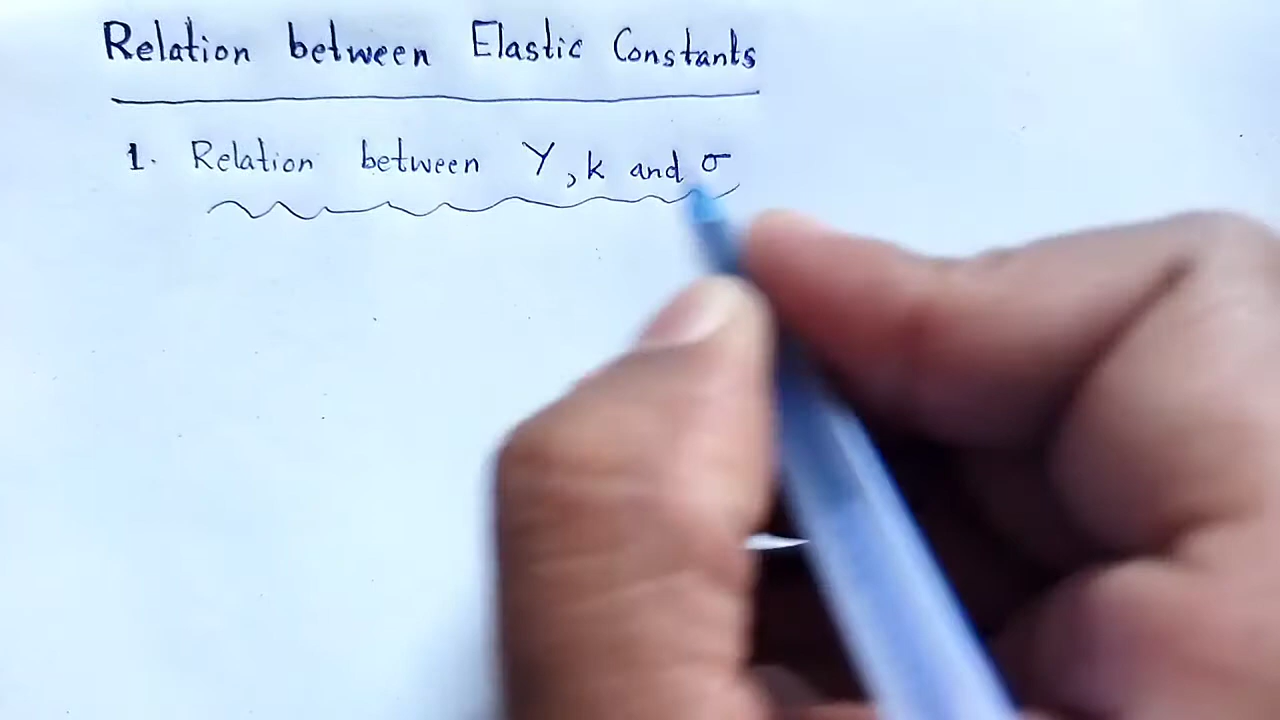 Relation between Elastic Constants
1. Relation between Y, k and σ